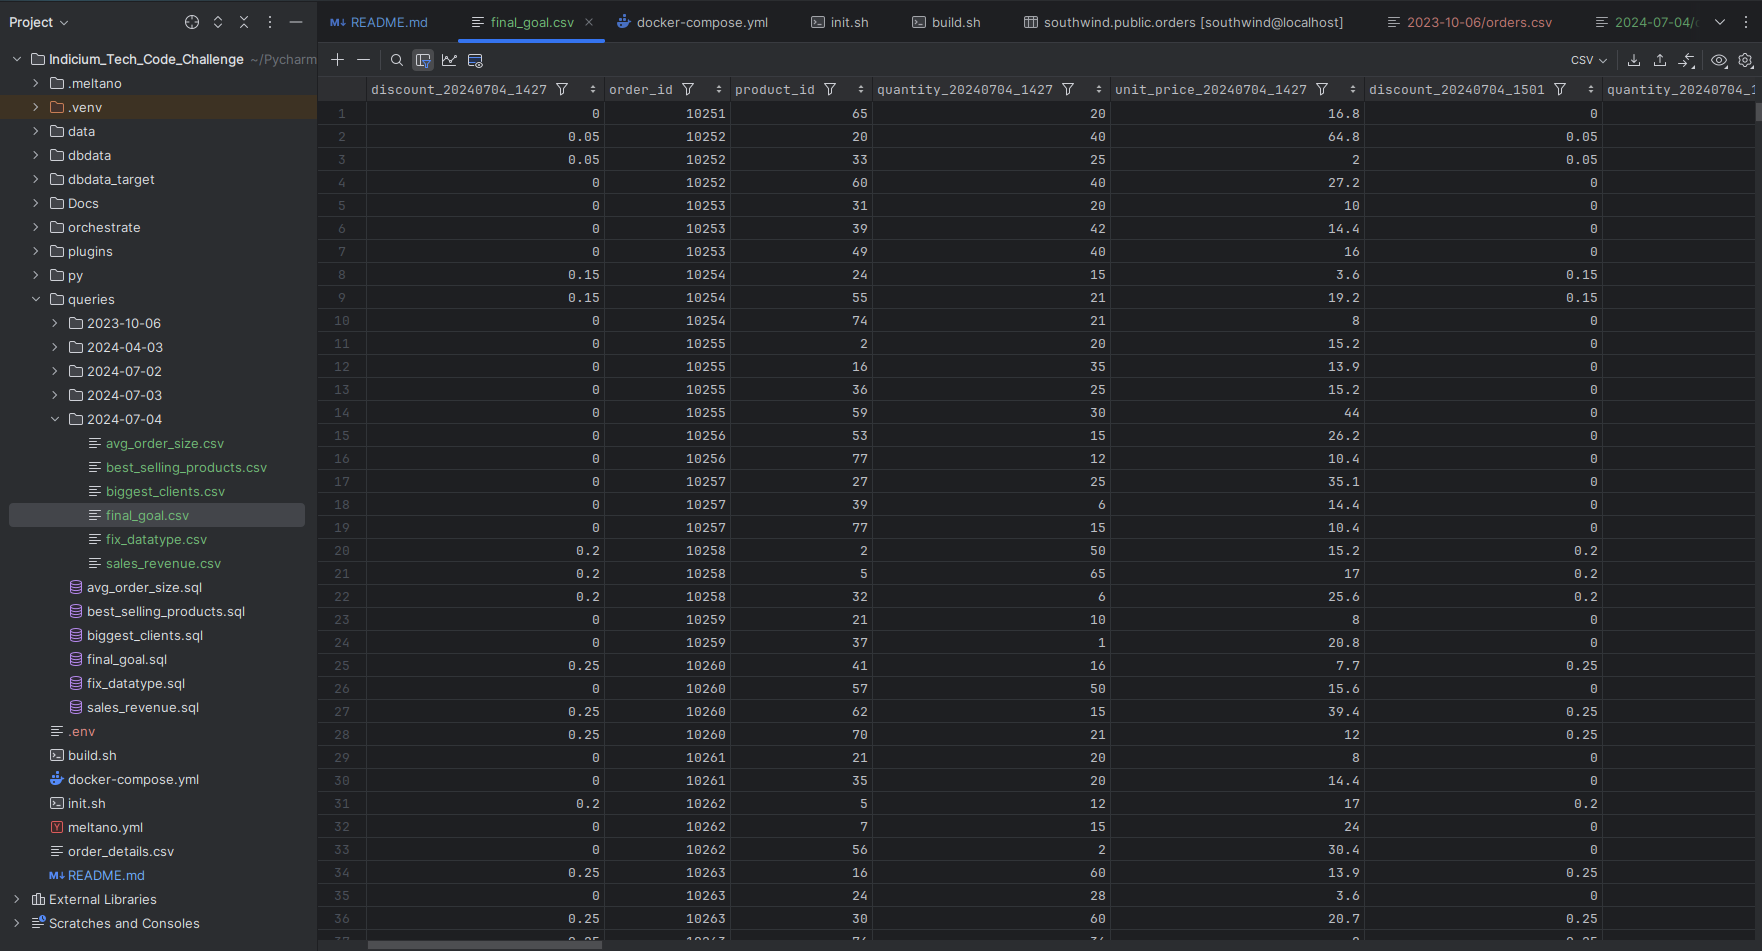 Project
README.md
final_goal.csv
docker-compose.yml
init.sh
build.sh
southwind.public.orders [southwind@localhost]
2023-10-06/orders.csv
2024-07-04/
CSV
Indicium_Tech_Code_Challenge ~/Pycharm
.meltano
.venv
data
dbdata
dbdata_target
Docs
orchestrate
plugins
py
queries
2023-10-06
2024-04-03
2024-07-02
2024-07-03
2024-07-04
avg_order_size.csv
best_selling_products.csv
biggest_clients.csv
final_goal.csv
fix_datatype.csv
sales_revenue.csv
avg_order_size.sql
best_selling_products.sql
biggest_clients.sql
final_goal.sql
fix_datatype.sql
sales_revenue.sql
.env
build.sh
docker-compose.yml
init.sh
meltano.yml
order_details.csv
README.md
External Libraries
Scratches and Consoles
discount_20240704_1427 order_id product_id quantity_20240704_1427 unit_price_20240704_1427 discount_20240704_1501 quantity_20240704_1
1 0 10251 65 20 16.8 0
2 0.05 10252 20 40 64.8 0.05
3 0.05 10252 33 25 2 0.05
4 0 10252 60 40 27.2 0
5 0 10253 31 20 10 0
6 0 10253 39 42 14.4 0
7 0 10253 49 40 16 0
8 0.15 10254 24 15 3.6 0.15
9 0.15 10254 55 21 19.2 0.15
10 0 10254 74 21 8 0
11 0 10255 2 20 15.2 0
12 0 10255 16 35 13.9 0
13 0 10255 36 25 15.2 0
14 0 10255 59 30 44 0
15 0 10256 53 15 26.2 0
16 0 10256 77 12 10.4 0
17 0 10257 27 25 35.1 0
18 0 10257 39 6 14.4 0
19 0 10257 77 15 10.4 0
20 0.2 10258 2 50 15.2 0.2
21 0.2 10258 5 65 17 0.2
22 0.2 10258 32 6 25.6 0.2
23 0 10259 21 10 8 0
24 0 10259 37 1 20.8 0
25 0.25 10260 41 16 7.7 0.25
26 0 10260 57 50 15.6 0
27 0.25 10260 62 15 39.4 0.25
28 0.25 10260 70 21 12 0.25
29 0 10261 21 20 8 0
30 0 10261 35 20 14.4 0
31 0.2 10262 5 12 17 0.2
32 0 10262 7 15 24 0
33 0 10262 56 2 30.4 0
34 0.25 10263 16 60 13.9 0.25
35 0 10263 24 28 3.6 0
36 0.25 10263 30 60 20.7 0.25